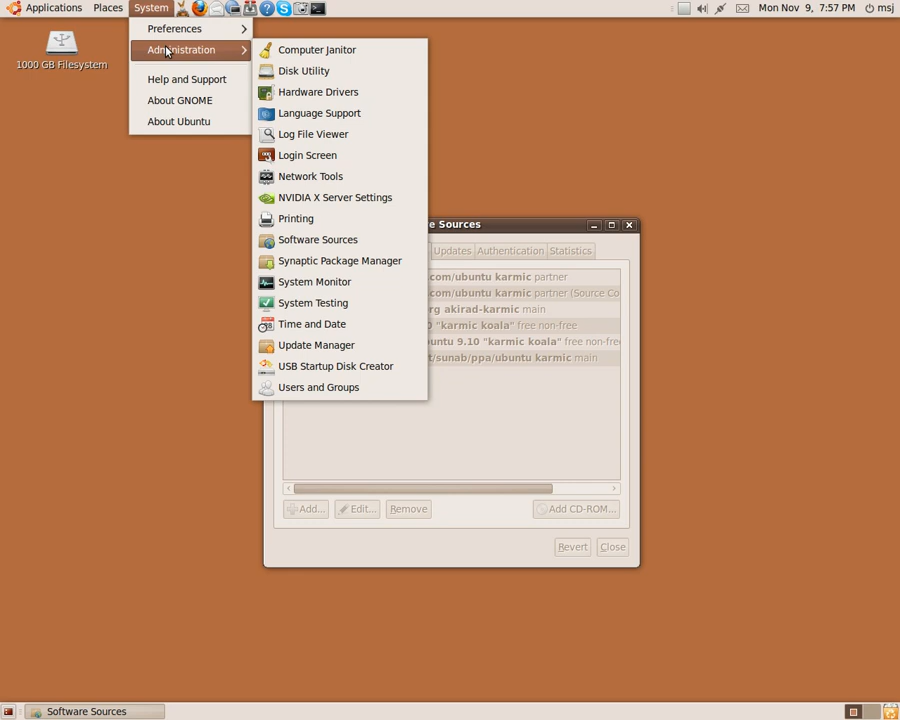 Applications Places System
Mon Nov 9, 7:57 PM msj
1000 GB Filesystem
Preferences
Administration
Help and Support
About GNOME
About Ubuntu
Computer Janitor
Disk Utility
Hardware Drivers
Language Support
Log File Viewer
Login Screen
Network Tools
NVIDIA X Server Settings
Printing
Software Sources
Synaptic Package Manager
System Monitor
System Testing
Time and Date
Update Manager
USB Startup Disk Creator
Users and Groups
e Sources
Updates Authentication Statistics
com/ubuntu karmic partner
com/ubuntu karmic partner (Source Co
rg akirad-karmic main
0 "karmic koala" free non-free
untu 9.10 "karmic koala" free non-fre
t/sunab/ppa/ubuntu karmic main
Add... Edit... Remove Add CD-ROM...
Revert Close
Software Sources